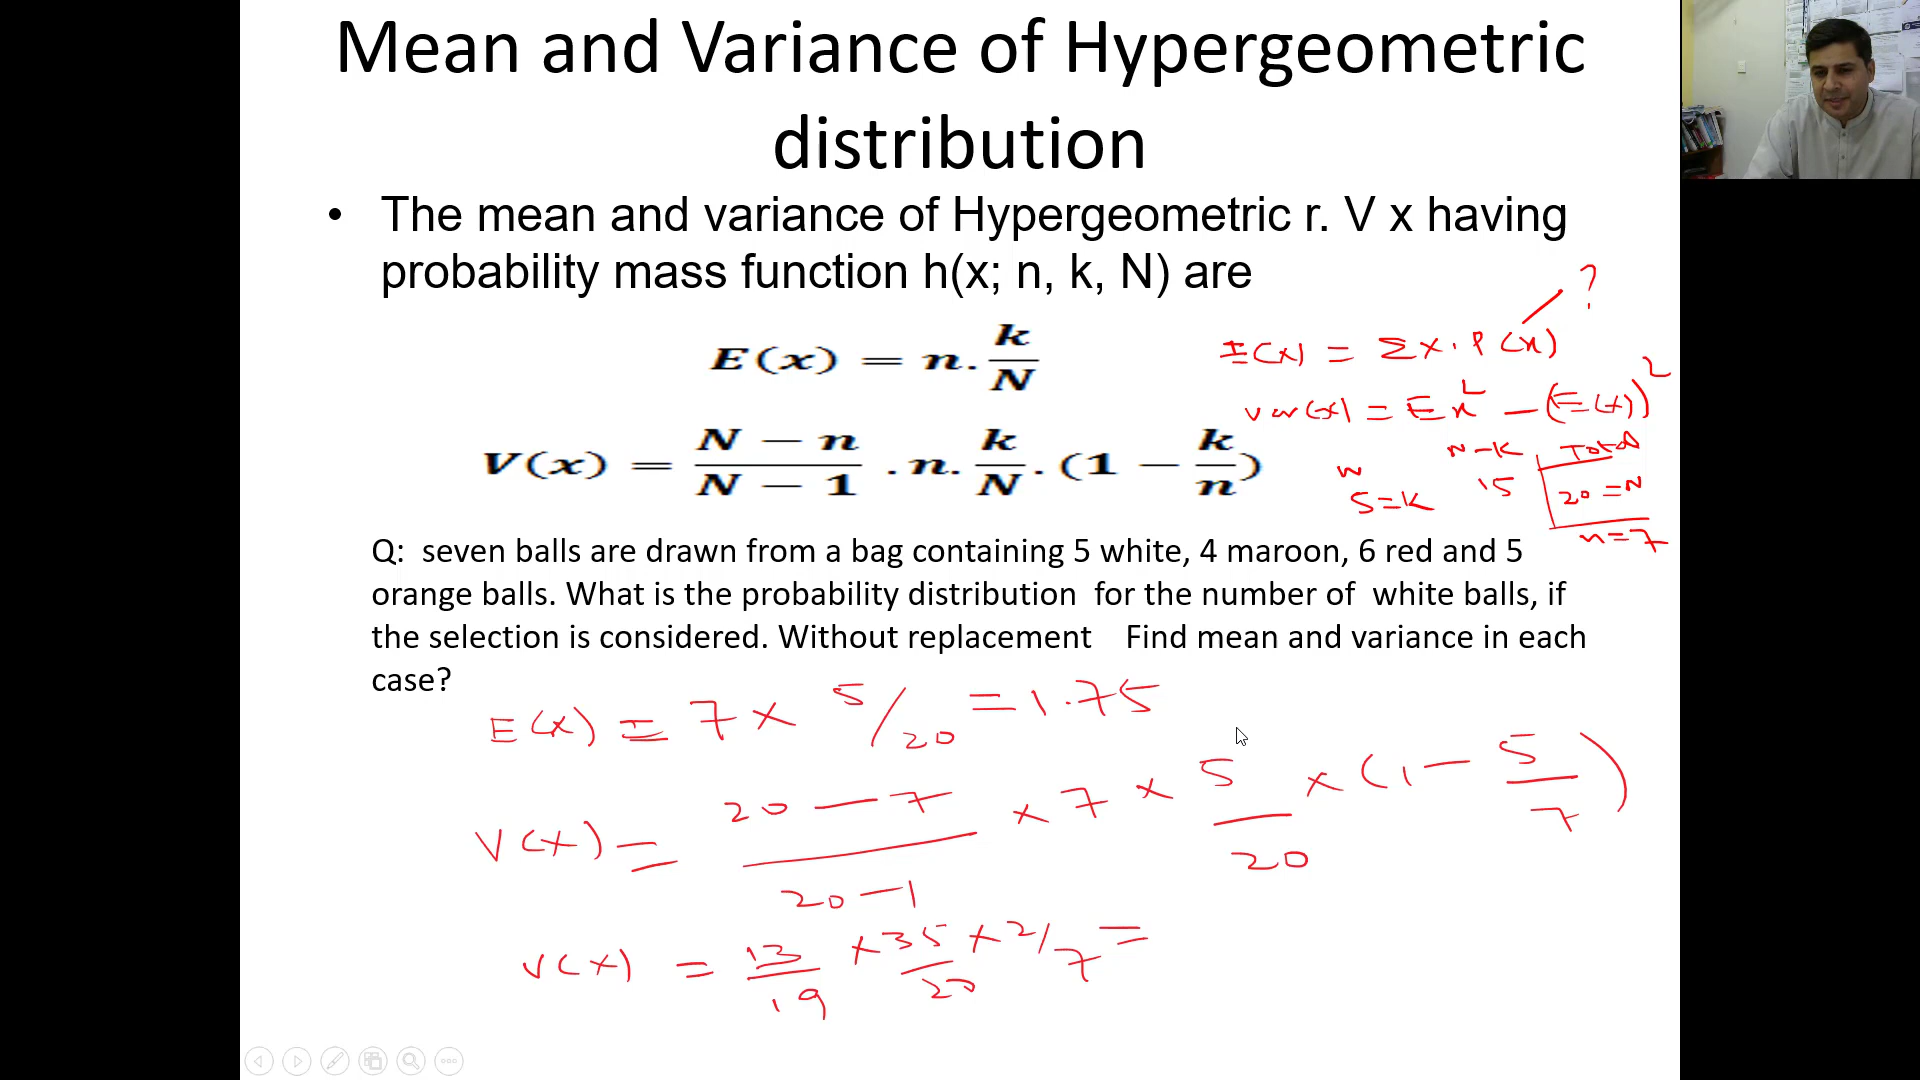 Mean and Variance of Hypergeometric
distribution
• The mean and variance of Hypergeometric r. V x having
probability mass function h(x; n, k, N) are
E(x) = n. k/N
V(x) = N − n / N − 1 . n. k/N . (1 − k/n)
?
E(x) = Σx. P(x)
Var(x) = Ex² − (E(x))²
W N−K Total
5=K 15 20=N
n=7
Q: seven balls are drawn from a bag containing 5 white, 4 maroon, 6 red and 5
orange balls. What is the probability distribution for the number of white balls, if
the selection is considered. Without replacement Find mean and variance in each
case?
E(x) = 7 × 5/20 = 1.75
V(x) = 20 − 7 / 20 − 1 × 7 × 5/20 × (1 − 5/7)
V(x) = 13/19 × 35/20 × 2/7 =